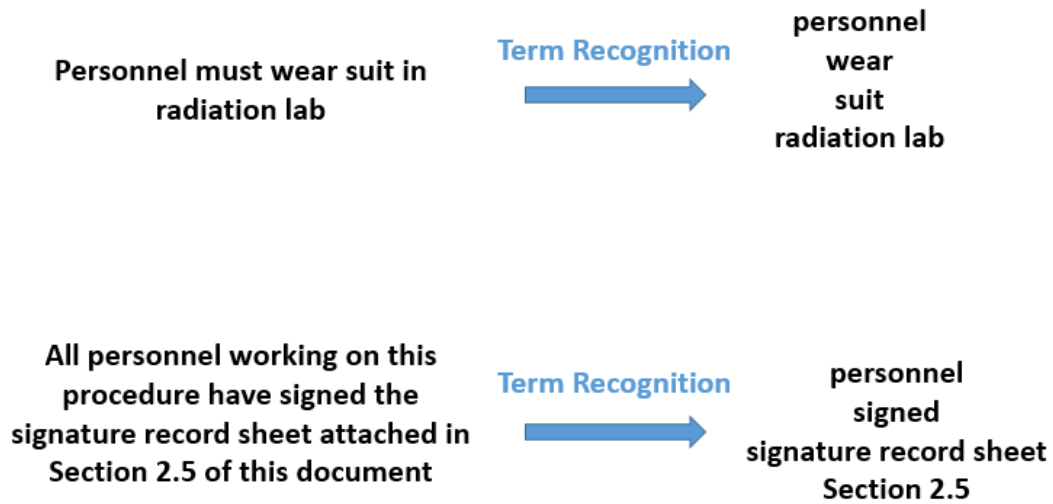 Personnel must wear suit in
radiation lab
Term Recognition
personnel
wear
suit
radiation lab
All personnel working on this
procedure have signed the
signature record sheet attached in
Section 2.5 of this document
Term Recognition
personnel
signed
signature record sheet
Section 2.5